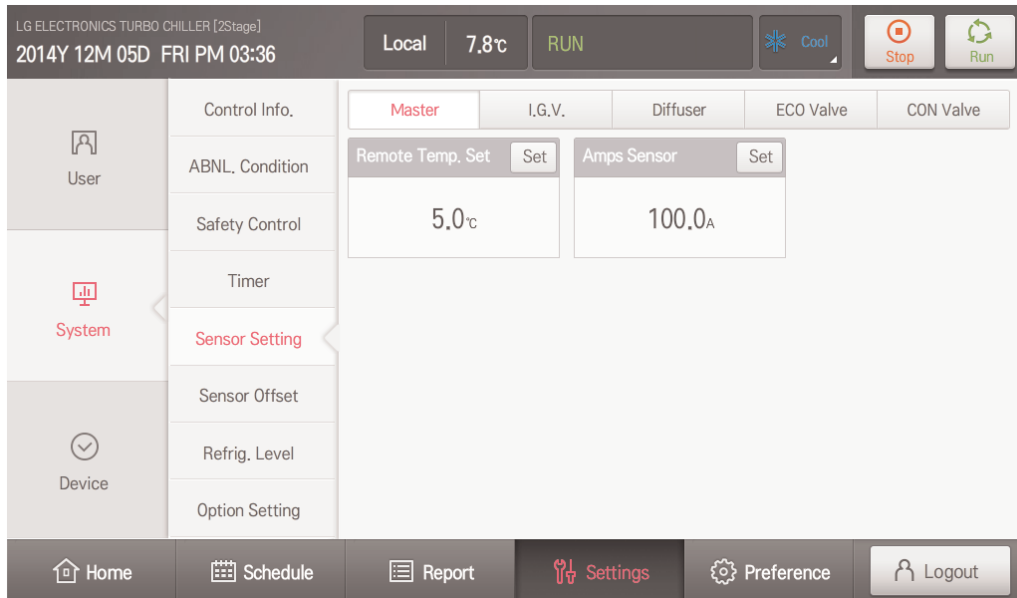 LG ELECTRONICS TURBO CHILLER [2Stage]
2014Y 12M 05D FRI PM 03:36
Local 7.8℃ RUN Cool Stop Run
User
System
Device
Control Info.
ABNL. Condition
Safety Control
Timer
Sensor Setting
Sensor Offset
Refrig. Level
Option Setting
Master I.G.V. Diffuser ECO Valve CON Valve
Remote Temp. Set Set Amps Sensor Set
5.0℃ 100.0A
Home Schedule Report Settings Preference Logout